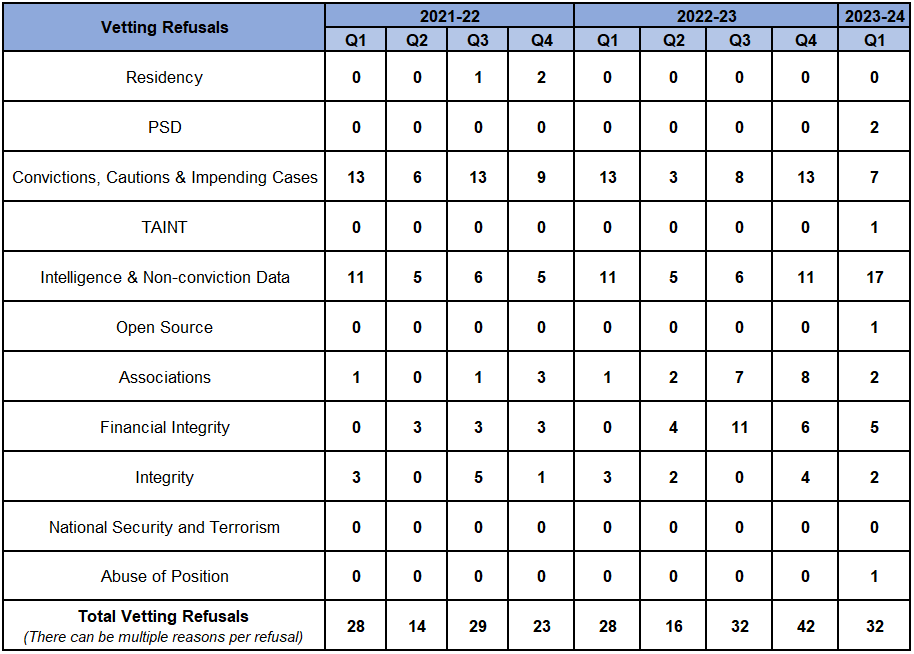 Vetting Refusals 2021-22 2022-23 2023-24
Q1 Q2 Q3 Q4 Q1 Q2 Q3 Q4 Q1
Residency 0 0 1 2 0 0 0 0 0
PSD 0 0 0 0 0 0 0 0 2
Convictions, Cautions & Impending Cases 13 6 13 9 13 3 8 13 7
TAINT 0 0 0 0 0 0 0 0 1
Intelligence & Non-conviction Data 11 5 6 5 11 5 6 11 17
Open Source 0 0 0 0 0 0 0 0 1
Associations 1 0 1 3 1 2 7 8 2
Financial Integrity 0 3 3 3 0 4 11 6 5
Integrity 3 0 5 1 3 2 0 4 2
National Security and Terrorism 0 0 0 0 0 0 0 0 0
Abuse of Position 0 0 0 0 0 0 0 0 1
Total Vetting Refusals 28 14 29 23 28 16 32 42 32
(There can be multiple reasons per refusal)